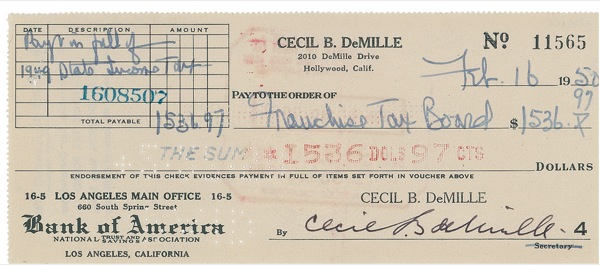 DATE DESCRIPTION AMOUNT
Paym't in full of
1949 State Income Tax
1608502
TOTAL PAYABLE 1536 97
CECIL B. DeMILLE
2010 DeMille Drive
Hollywood, Calif.
No 11565
Feb. 16 1950
PAY TO THE ORDER OF Franchise Tax Board $1536. 97/X
THE SUM *1536 DOLS 97 CTS
DOLLARS
ENDORSEMENT OF THIS CHECK EVIDENCES PAYMENT IN FULL OF ITEMS SET FORTH IN VOUCHER ABOVE
16-5 LOS ANGELES MAIN OFFICE 16-5
660 South Spring Street
Bank of America
NATIONAL TRUST AND SAVINGS ASSOCIATION
LOS ANGELES, CALIFORNIA
CECIL B. DeMILLE
By Cecil B. deMille 4
Secretary